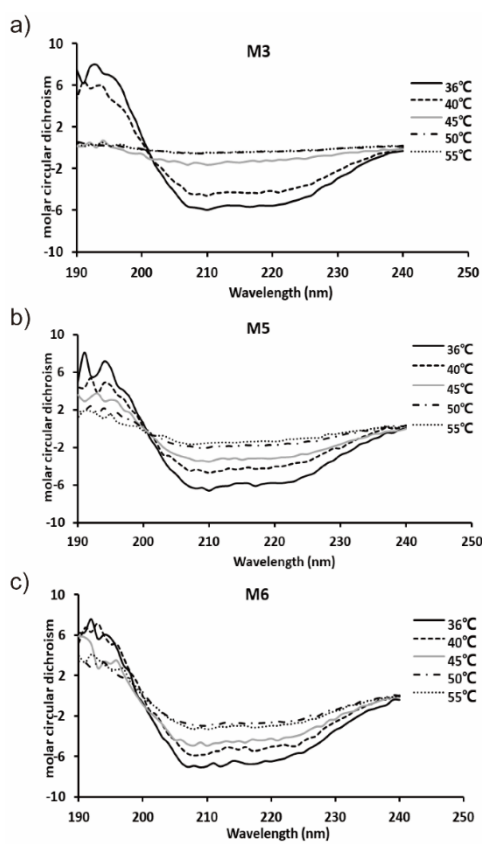 a)
M3
molar circular dichroism
10
6
2
-2
-6
-10
190 200 210 220 230 240 250
Wavelength (nm)
36℃
40℃
45℃
50℃
55℃
b)
M5
molar circular dichroism
10
6
2
-2
-6
-10
190 200 210 220 230 240 250
Wavelength (nm)
36℃
40℃
45℃
50℃
55℃
c)
M6
molar circular dichroism
10
6
2
-2
-6
-10
190 200 210 220 230 240 250
Wavelength (nm)
36℃
40℃
45℃
50℃
55℃